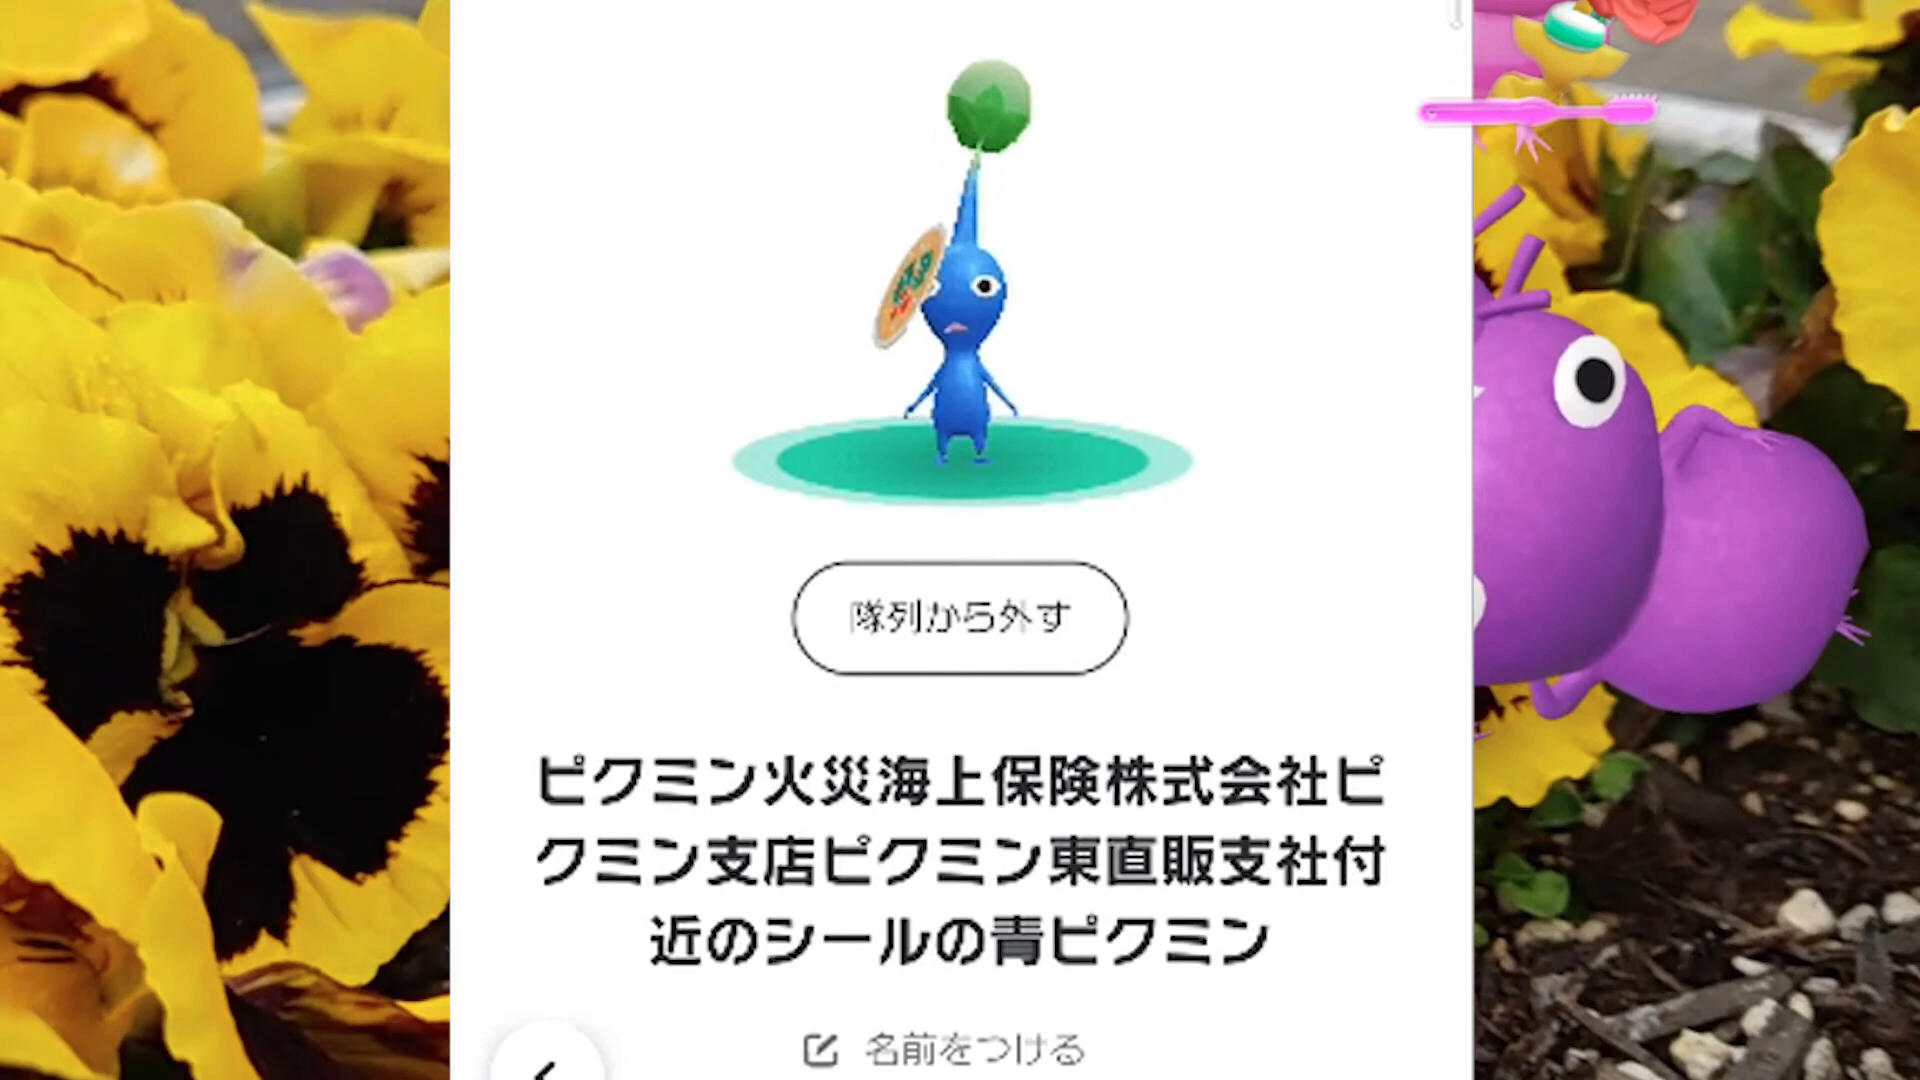 隊列から外す
ピクミン火災海上保険株式会社ピ
クミン支店ピクミン東直販支社付
近のシールの青ピクミン
名前をつける